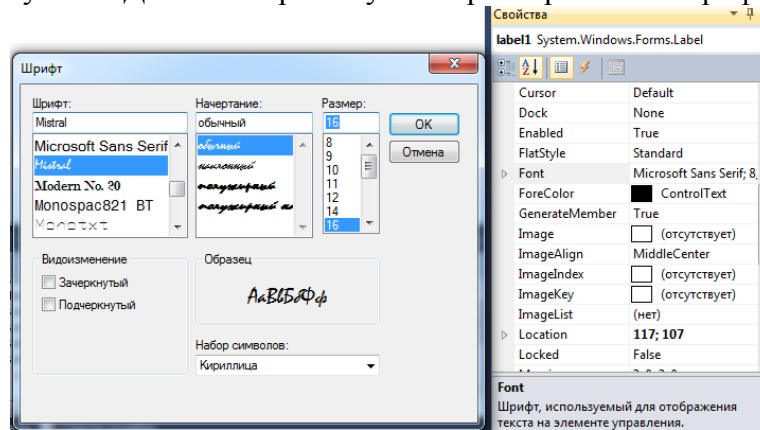 Свойства
label1 System.Windows.Forms.Label
Cursor Default
Dock None
Enabled True
FlatStyle Standard
Font Microsoft Sans Serif; 8,
ForeColor ControlText
GenerateMember True
Image (отсутствует)
ImageAlign MiddleCenter
ImageIndex (отсутствует)
ImageKey (отсутствует)
ImageList (нет)
Location 117; 107
Locked False
Font
Шрифт, используемый для отображения
текста на элементе управления.
Шрифт
Шрифт: Начертание: Размер:
Mistral обычный 16 OK
Microsoft Sans Serif обычный 8 Отмена
Mistral наклонный 9
Modern No. 20 полужирный 10
Monospac821 BT полужирный 11
Monotxt 12
14
16
Видоизменение Образец
Зачеркнутый
Подчеркнутый
АаВbБбФф
Набор символов:
Кириллица